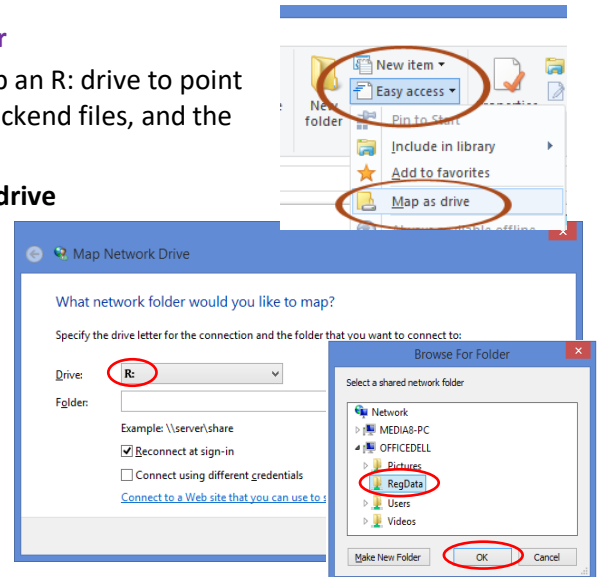 r
p an R: drive to point
ckend files, and the
drive
New item
Easy access
New
folder
Pin to Start
Include in library
Add to favorites
Map as drive
Map Network Drive
What network folder would you like to map?
Specify the drive letter for the connection and the folder that you want to connect to:
Drive: R:
Folder:
Example: \\server\share
Reconnect at sign-in
Connect using different credentials
Connect to a Web site that you can use to s
Browse For Folder
Select a shared network folder
Network
MEDIA8-PC
OFFICEDELL
Pictures
RegData
Users
Videos
Make New Folder OK Cancel